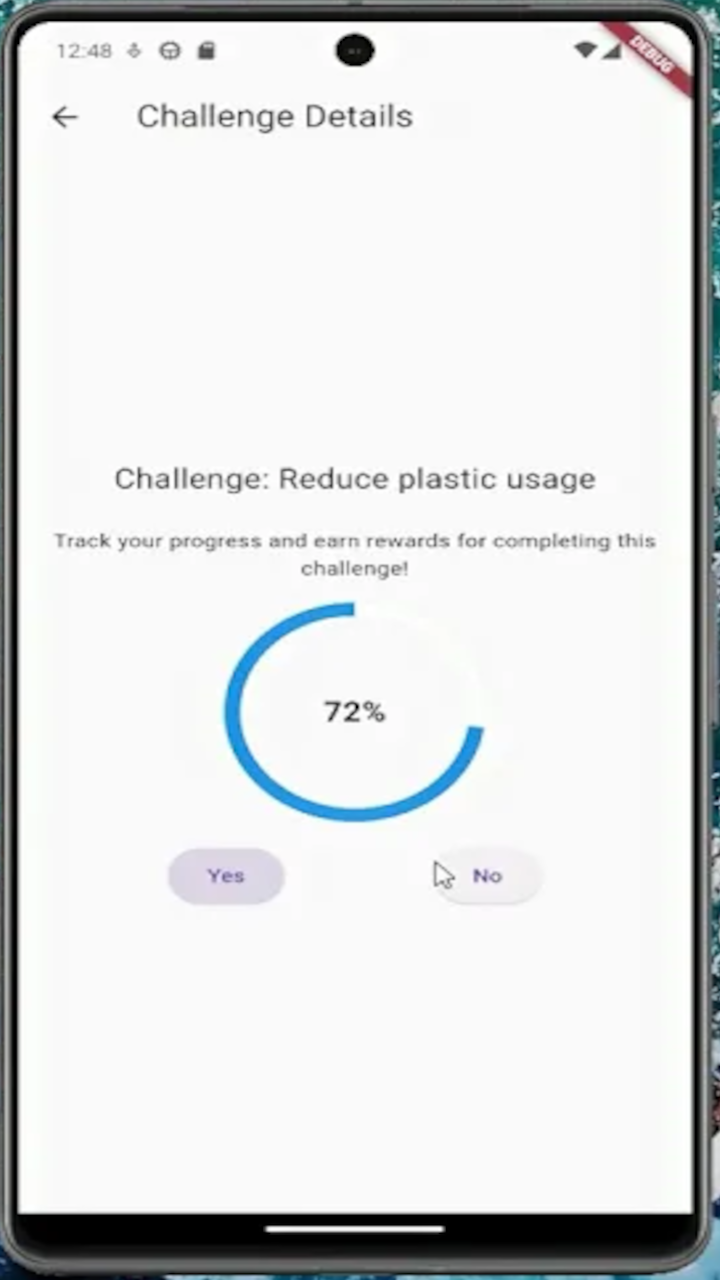 12:48
DEBUG
Challenge Details
Challenge: Reduce plastic usage
Track your progress and earn rewards for completing this
challenge!
72%
Yes
No